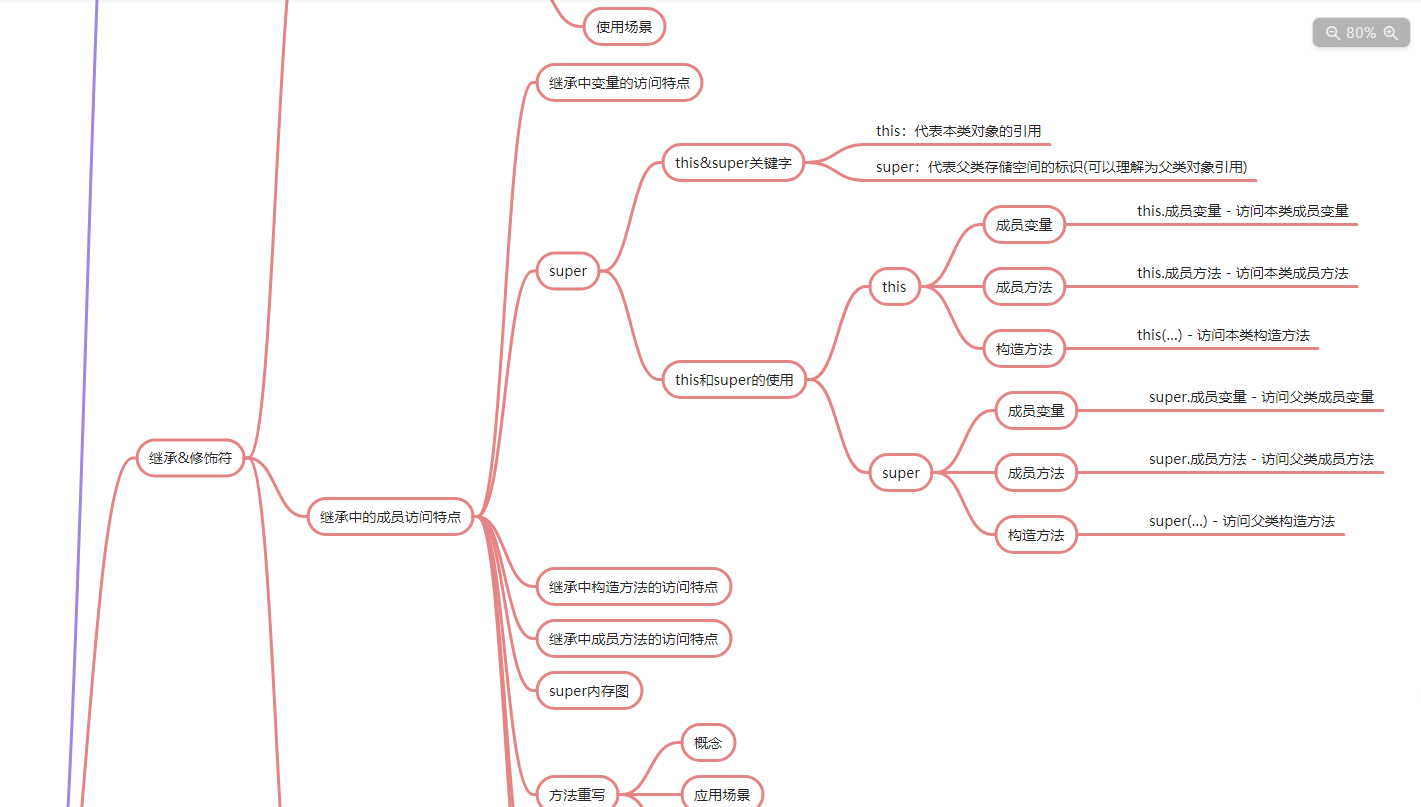 使用场景
80%
继承中变量的访问特点
this：代表本类对象的引用
this&super关键字
super：代表父类存储空间的标识(可以理解为父类对象引用)
this.成员变量 - 访问本类成员变量
成员变量
super
this.成员方法 - 访问本类成员方法
this
成员方法
this(...) - 访问本类构造方法
构造方法
this和super的使用
super.成员变量 - 访问父类成员变量
成员变量
继承&修饰符
super.成员方法 - 访问父类成员方法
super
成员方法
继承中的成员访问特点
super(...) - 访问父类构造方法
构造方法
继承中构造方法的访问特点
继承中成员方法的访问特点
super内存图
概念
方法重写
应用场景